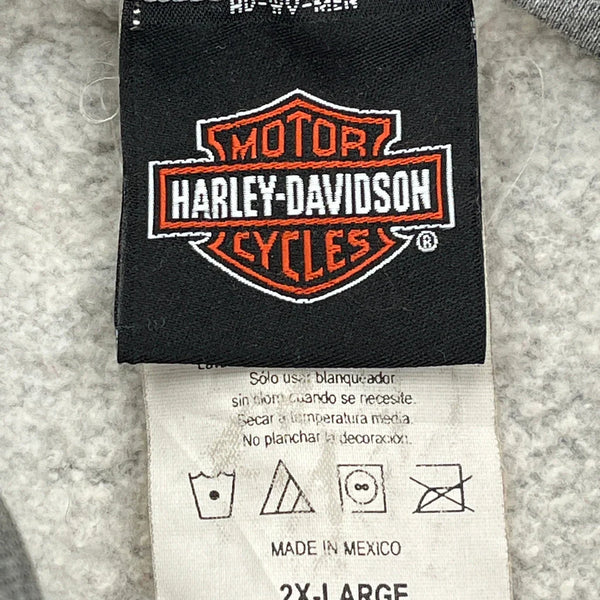 HD-WO-MEN
MOTOR
HARLEY-DAVIDSON
CYCLES
®
Sólo usar blanqueador
sin cloro cuando se necesite.
Secar a temperatura media.
No planchar la decoración.
MADE IN MEXICO
2X-LARGE